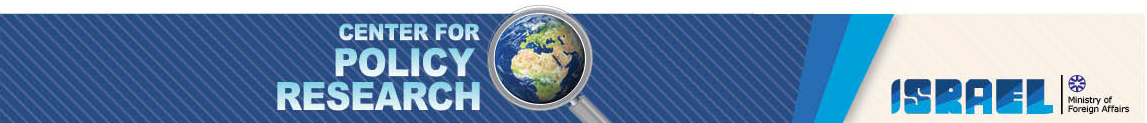 CENTER FOR
POLICY
RESEARCH
ISRAEL
Ministry of
Foreign Affairs